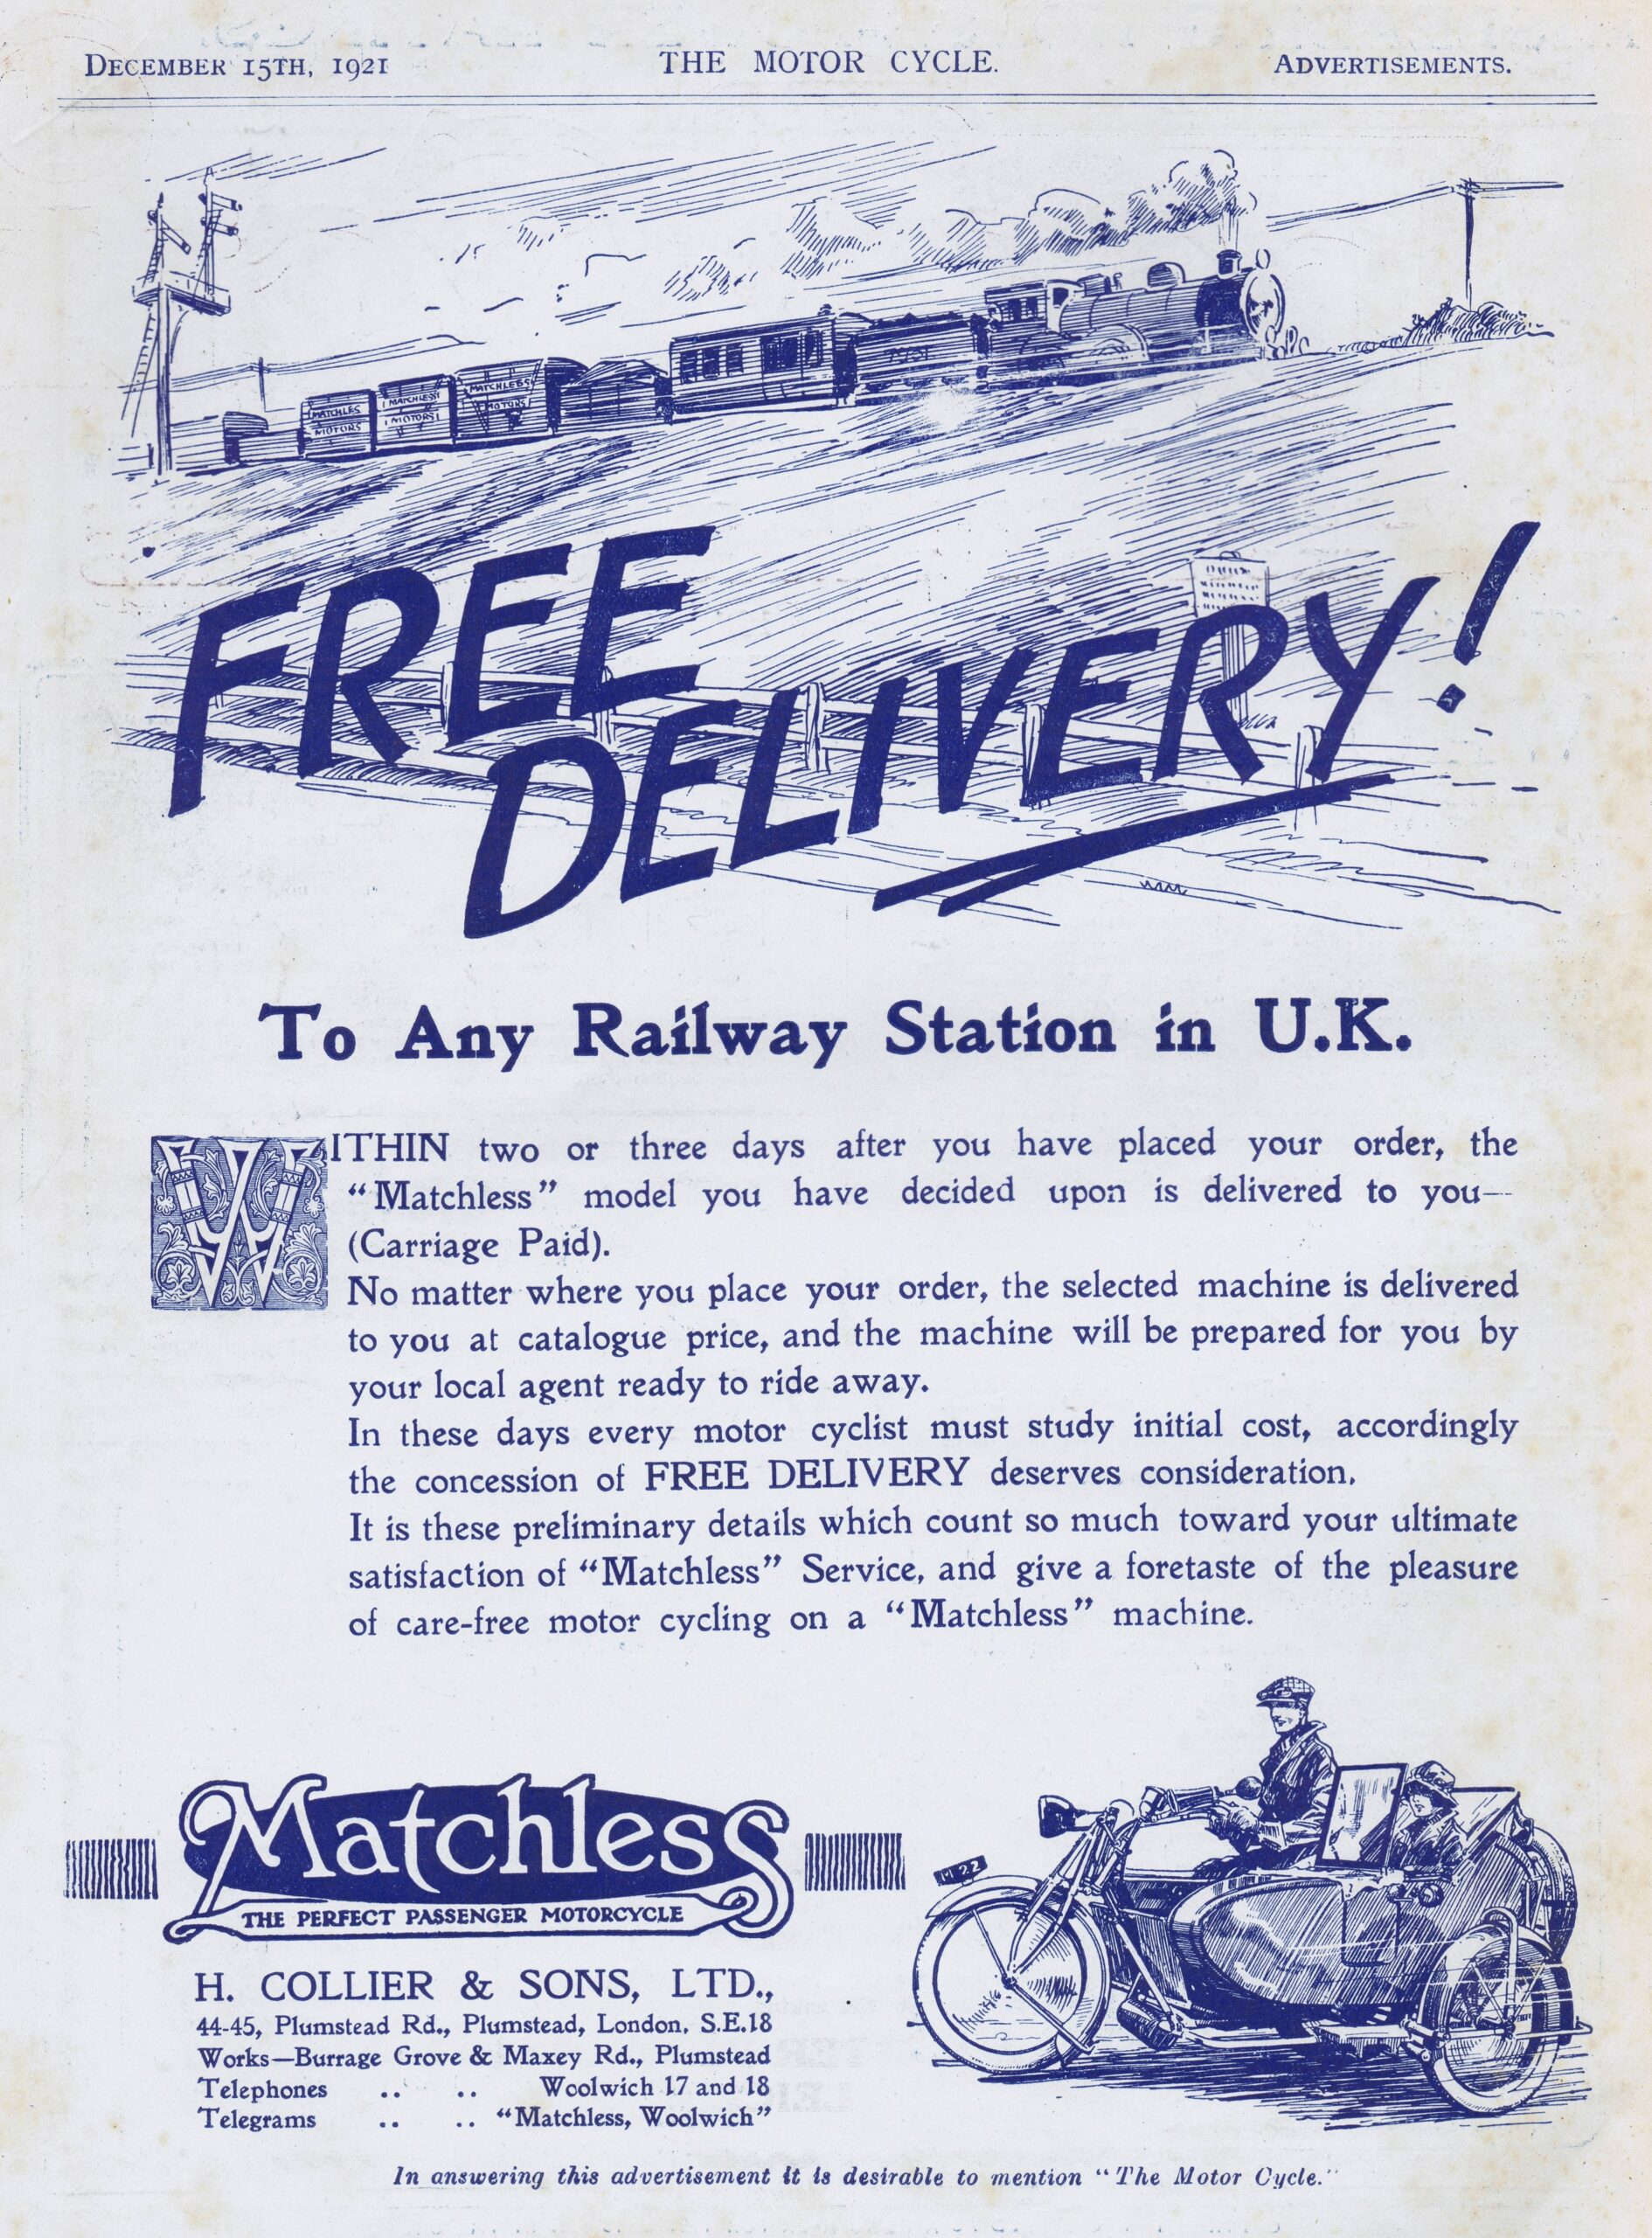 DECEMBER 15TH, 1921 THE MOTOR CYCLE. ADVERTISEMENTS.
MATCHLES MOTORS
MATCHLESS MOTORS
MATCHLESS MOTORS
FREE
DELIVERY!
To Any Railway Station in U.K.
WITHIN two or three days after you have placed your order, the
“Matchless” model you have decided upon is delivered to you—
(Carriage Paid).
No matter where you place your order, the selected machine is delivered
to you at catalogue price, and the machine will be prepared for you by
your local agent ready to ride away.
In these days every motor cyclist must study initial cost, accordingly
the concession of FREE DELIVERY deserves consideration.
It is these preliminary details which count so much toward your ultimate
satisfaction of “Matchless” Service, and give a foretaste of the pleasure
of care-free motor cycling on a “Matchless” machine.
Matchless
THE PERFECT PASSENGER MOTORCYCLE
H. COLLIER & SONS, LTD.,
44-45, Plumstead Rd., Plumstead, London, S.E.18
Works—Burrage Grove & Maxey Rd., Plumstead
Telephones .. .. Woolwich 17 and 18
Telegrams .. .. “Matchless, Woolwich”
In answering this advertisement it is desirable to mention “The Motor Cycle.”